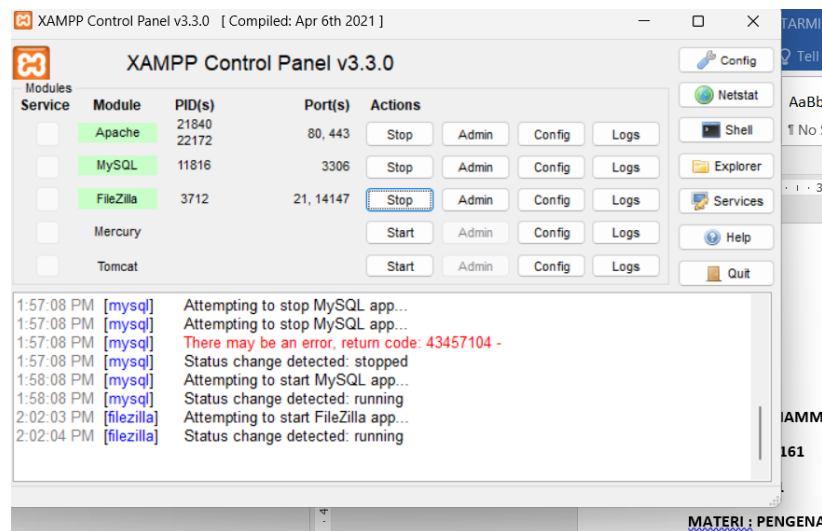 XAMPP Control Panel v3.3.0 [ Compiled: Apr 6th 2021 ]
XAMPP Control Panel v3.3.0
Config
Modules
Service Module PID(s) Port(s) Actions
Netstat
Apache 21840 22172 80, 443 Stop Admin Config Logs
Shell
MySQL 11816 3306 Stop Admin Config Logs
Explorer
FileZilla 3712 21, 14147 Stop Admin Config Logs
Services
Mercury Start Admin Config Logs
Help
Tomcat Start Admin Config Logs
Quit
1:57:08 PM [mysql] Attempting to stop MySQL app...
1:57:08 PM [mysql] Attempting to stop MySQL app...
1:57:08 PM [mysql] There may be an error, return code: 43457104 -
1:57:08 PM [mysql] Status change detected: stopped
1:58:08 PM [mysql] Attempting to start MySQL app...
1:58:08 PM [mysql] Status change detected: running
2:02:03 PM [filezilla] Attempting to start FileZilla app...
2:02:04 PM [filezilla] Status change detected: running
TARMI
Tell
AaBb
¶ No
3
IAMM
161
4
MATERI : PENGENA